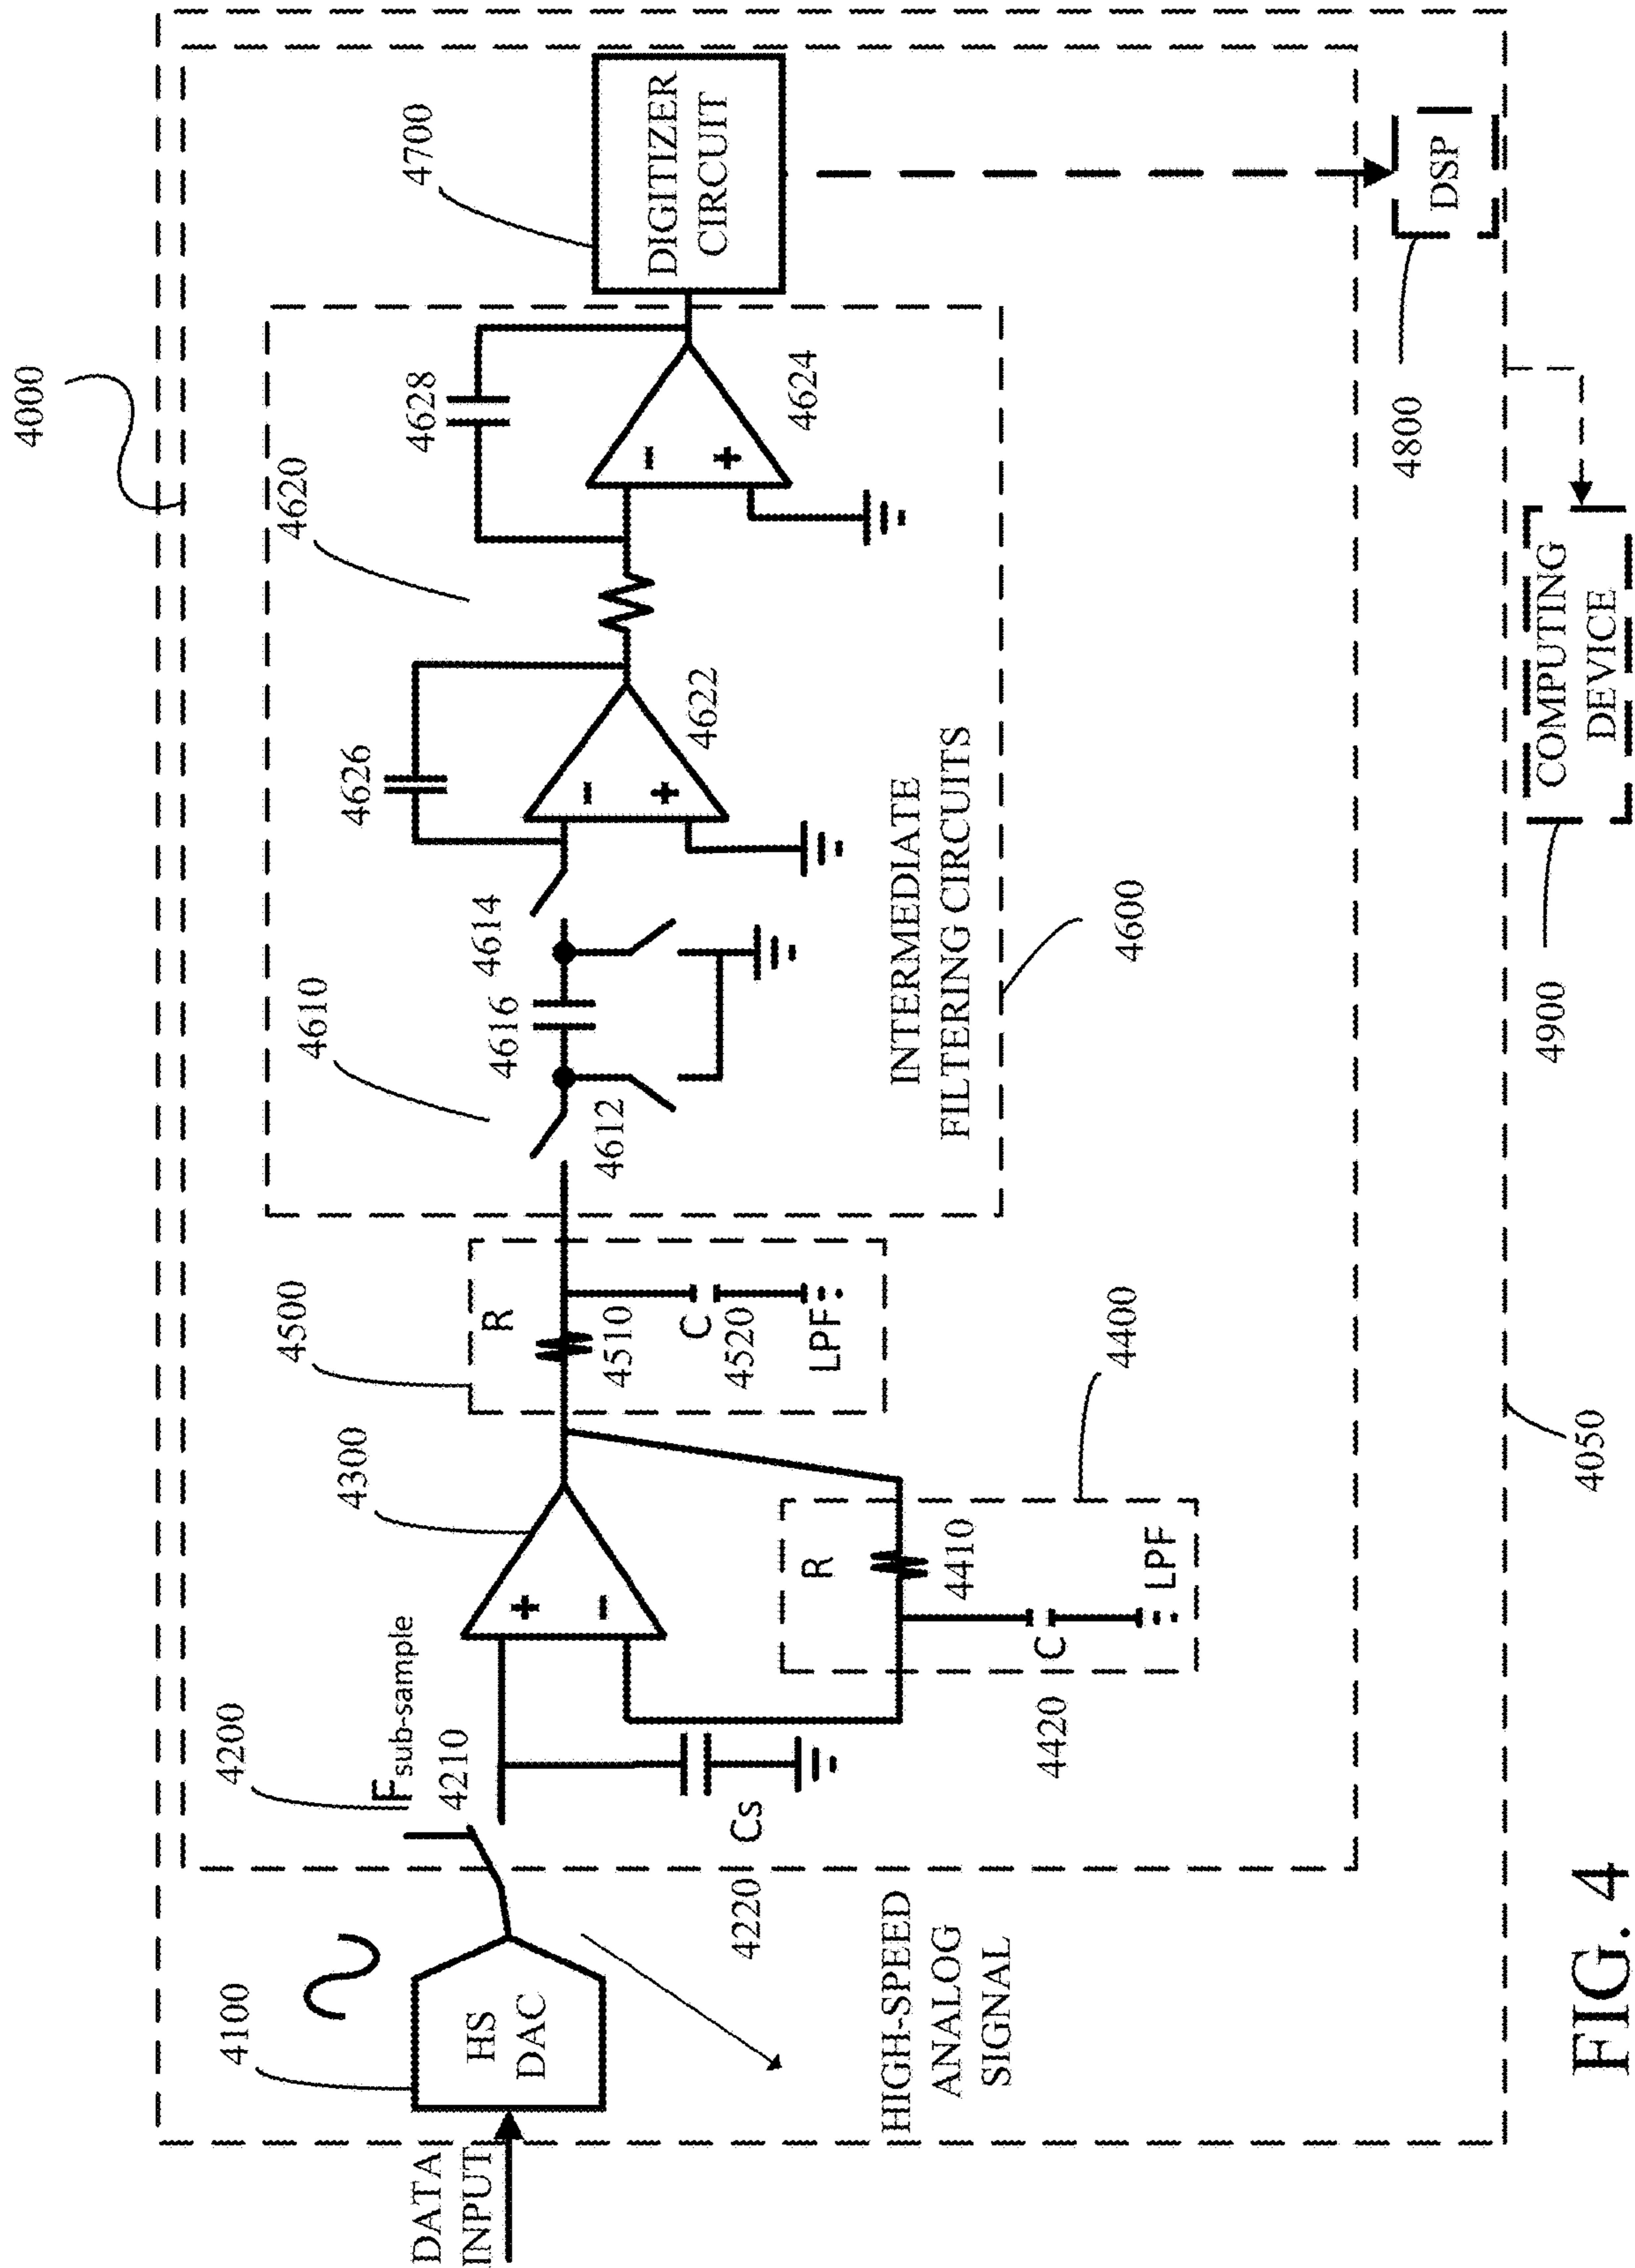 4000
DATA
INPUT
4100
HS
DAC
HIGH-SPEED
ANALOG
SIGNAL
4200
Fsub-sample
4210
4220
Cs
4300
4400
R
4410
C
4420
LPF
4500
R
4510
C
4520
LPF
4610
4612
4616
4614
4620
4626
4622
4628
4624
INTERMEDIATE
FILTERING CIRCUITS
4600
4700
DIGITIZER
CIRCUIT
DSP
4800
COMPUTING
DEVICE
4900
4050
+
−
+
−
+
−
FIG. 4